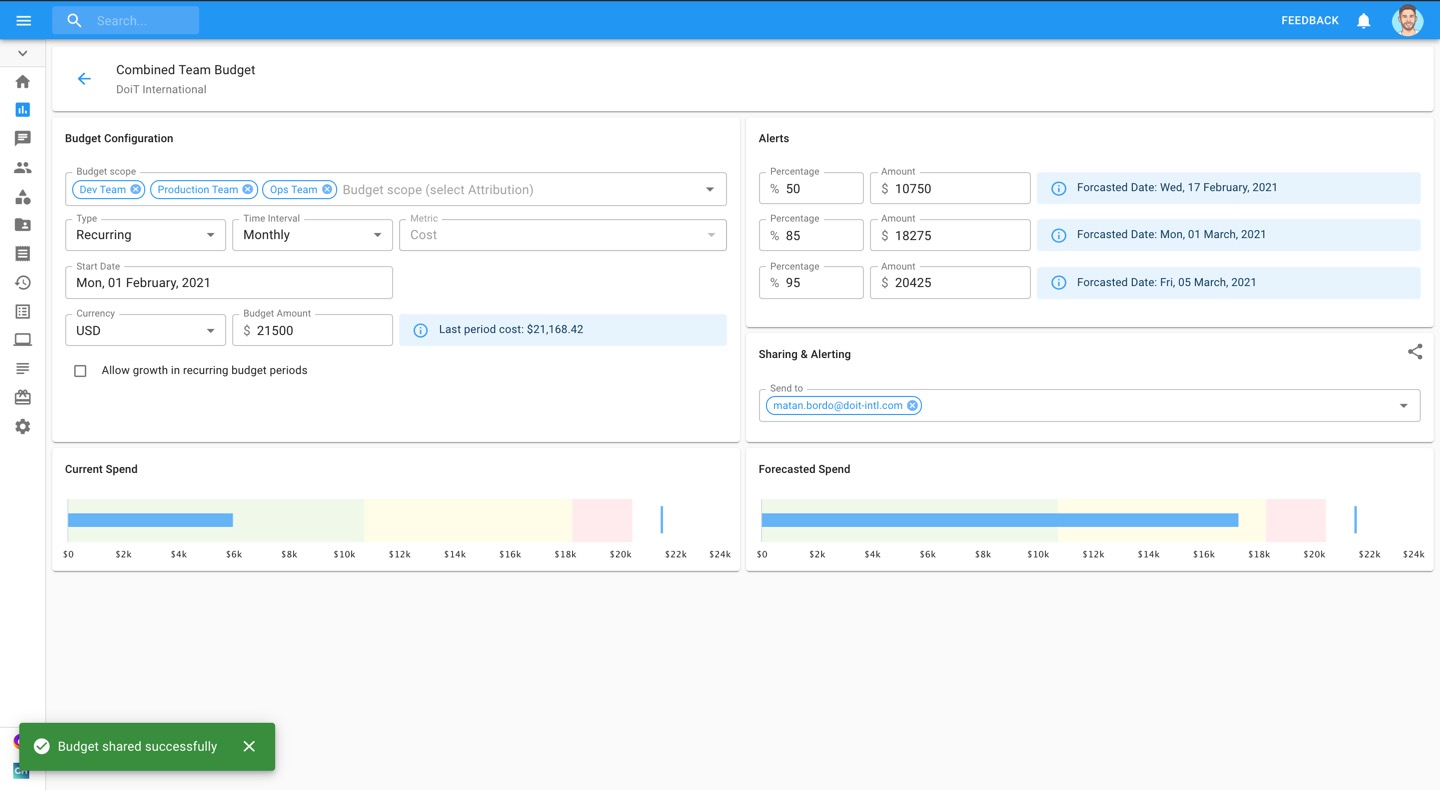 Search...
FEEDBACK
Combined Team Budget
DoiT International
Budget Configuration
Budget scope
Dev Team Production Team Ops Team Budget scope (select Attribution)
Type Time Interval Metric
Recurring Monthly Cost
Start Date
Mon, 01 February, 2021
Currency Budget Amount
USD $ 21500 Last period cost: $21,168.42
Allow growth in recurring budget periods
Alerts
Percentage Amount
% 50 $ 10750 Forcasted Date: Wed, 17 February, 2021
Percentage Amount
% 85 $ 18275 Forcasted Date: Mon, 01 March, 2021
Percentage Amount
% 95 $ 20425 Forcasted Date: Fri, 05 March, 2021
Sharing & Alerting
Send to
matan.bordo@doit-intl.com
Current Spend
$0 $2k $4k $6k $8k $10k $12k $14k $16k $18k $20k $22k $24k
Forecasted Spend
$0 $2k $4k $6k $8k $10k $12k $14k $16k $18k $20k $22k $24k
Budget shared successfully